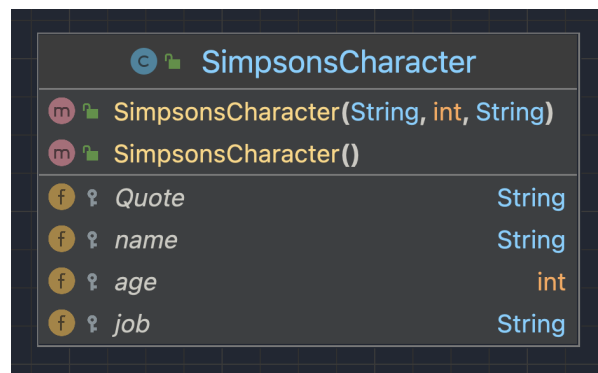 C SimpsonsCharacter
m SimpsonsCharacter(String, int, String)
m SimpsonsCharacter()
f Quote String
f name String
f age int
f job String